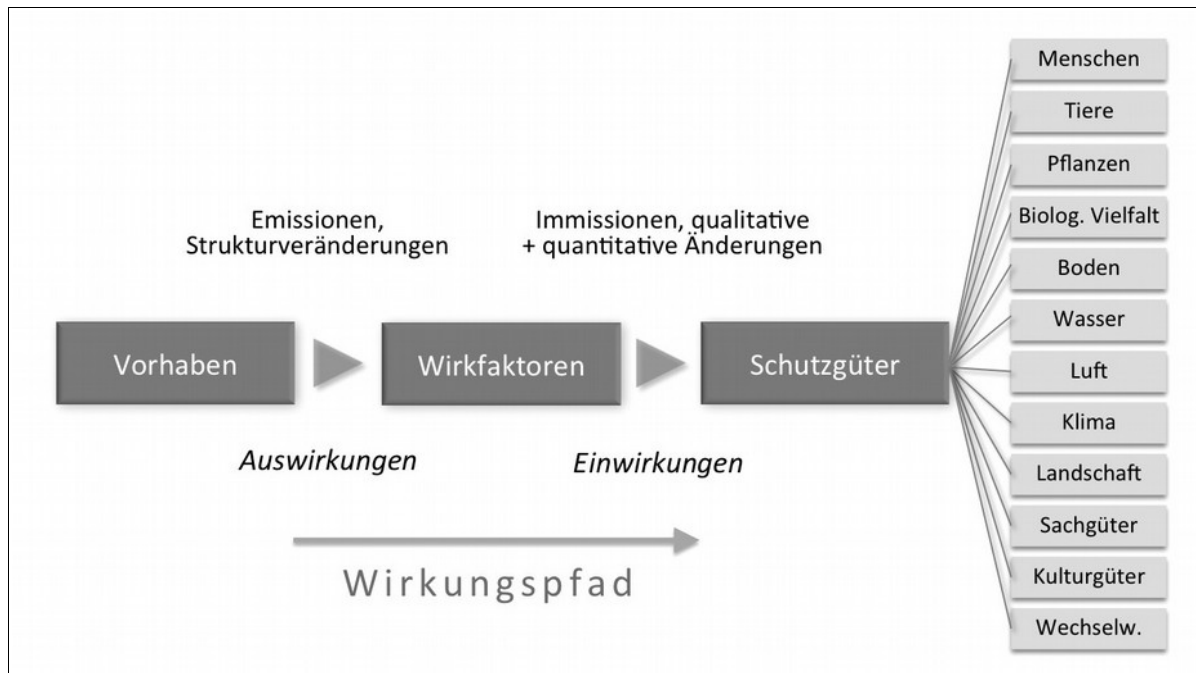 Menschen
Tiere
Pflanzen
Biolog. Vielfalt
Boden
Wasser
Luft
Klima
Landschaft
Sachgüter
Kulturgüter
Wechselw.
Emissionen,
Strukturveränderungen
Immissionen, qualitative
+ quantitative Änderungen
Vorhaben
Wirkfaktoren
Schutzgüter
Auswirkungen
Einwirkungen
Wirkungspfad